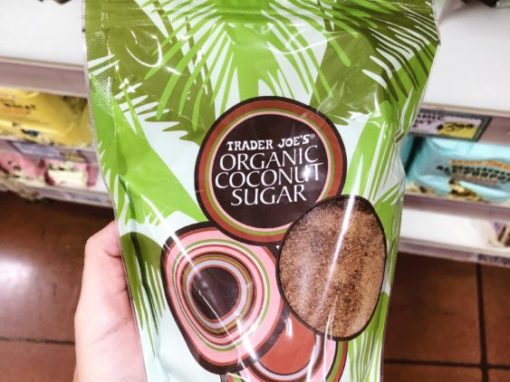 TRADER JOE'S®
ORGANIC
COCONUT
SUGAR